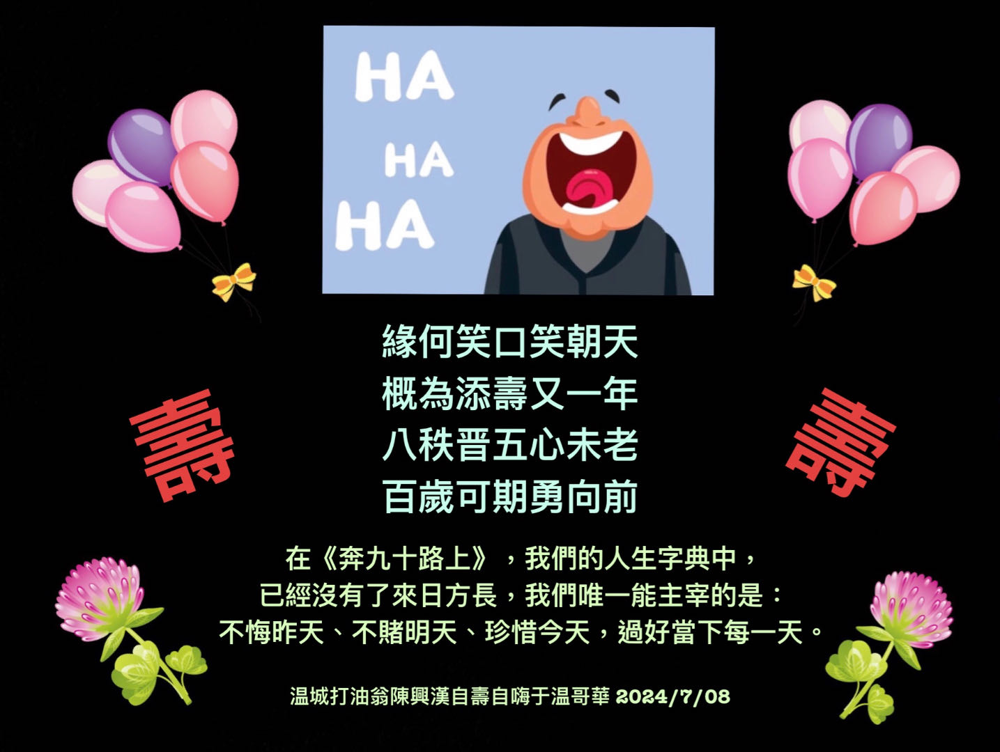 HA
HA
HA
緣何笑口笑朝天
概為添壽又一年
八秩晋五心未老
百歲可期勇向前
壽
壽
在《奔九十路上》，我們的人生字典中，
已經沒有了來日方長，我們唯一能主宰的是：
不悔昨天、不賭明天、珍惜今天，過好當下每一天。
温城打油翁陳興漢自壽自嗨于温哥華 2024/7/08